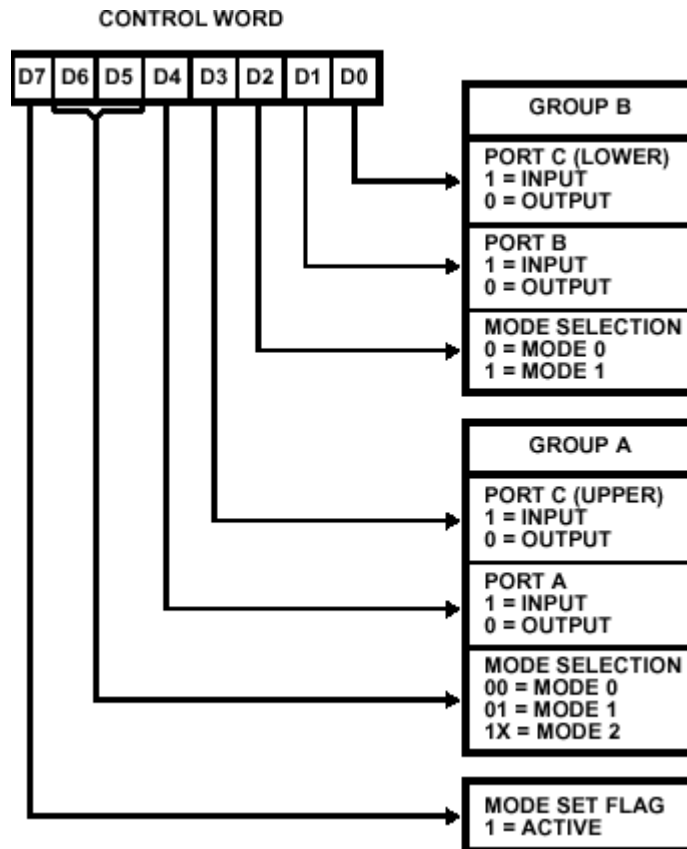 CONTROL WORD
D7 D6 D5 D4 D3 D2 D1 D0
GROUP B
PORT C (LOWER)
1 = INPUT
0 = OUTPUT
PORT B
1 = INPUT
0 = OUTPUT
MODE SELECTION
0 = MODE 0
1 = MODE 1
GROUP A
PORT C (UPPER)
1 = INPUT
0 = OUTPUT
PORT A
1 = INPUT
0 = OUTPUT
MODE SELECTION
00 = MODE 0
01 = MODE 1
1X = MODE 2
MODE SET FLAG
1 = ACTIVE